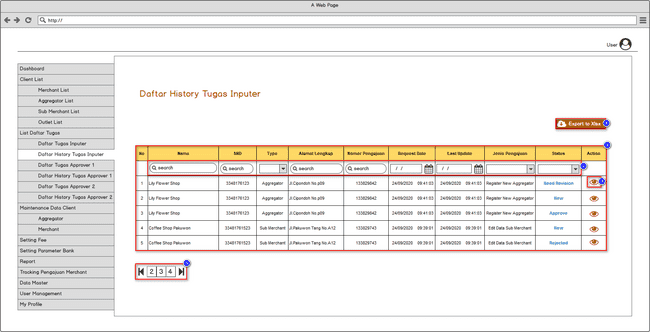 A Web Page
http://
User
Dashboard
Client List
Merchant List
Aggregator List
Sub Merchant List
Outlet List
List Daftar Tugas
Daftar Tugas Inputer
Daftar History Tugas Inputer
Daftar Tugas Approver 1
Daftar History Tugas Approver 1
Daftar Tugas Approver 2
Daftar History Tugas Approver 2
Maintenance Data Client
Aggregator
Merchant
Setting Fee
Setting Parameter Bank
Report
Tracking Pengajuan Merchant
Data Master
User Management
My Profile
Daftar History Tugas Inputer
Export to Xlsx
No Nama NMID Type Alamat Lengkap Nomor Pengajuan Request Date Last Update Jenis Pengajuan Status Action
search search search search / / / /
1 Lily Flower Shop 3348176123 Aggregator Jl.Cipondoh No.p09 133829842 24/09/2020 09:41:03 24/09/2020 09:41:03 Register New Aggregator Need Revision
2 Lily Flower Shop 3348176123 Aggregator Jl.Cipondoh No.p09 133829842 24/09/2020 09:41:03 24/09/2020 09:41:03 Register New Aggregator New
3 Lily Flower Shop 3348176123 Aggregator Jl.Cipondoh No.p09 133829842 24/09/2020 09:41:03 24/09/2020 09:41:03 Register New Aggregator Approve
4 Coffee Shop Pakuwon 33481761523 Sub Merchant Jl.Pakuwon Tang No.A-12 133829743 24/09/2020 09:39:01 24/09/2020 09:39:01 Edit Data Sub Merchant New
5 Coffee Shop Pakuwon 33481761523 Sub Merchant Jl.Pakuwon Tang No.A-12 133829743 24/09/2020 09:39:01 24/09/2020 09:39:01 Edit Data Sub Merchant Rejected
2 3 4